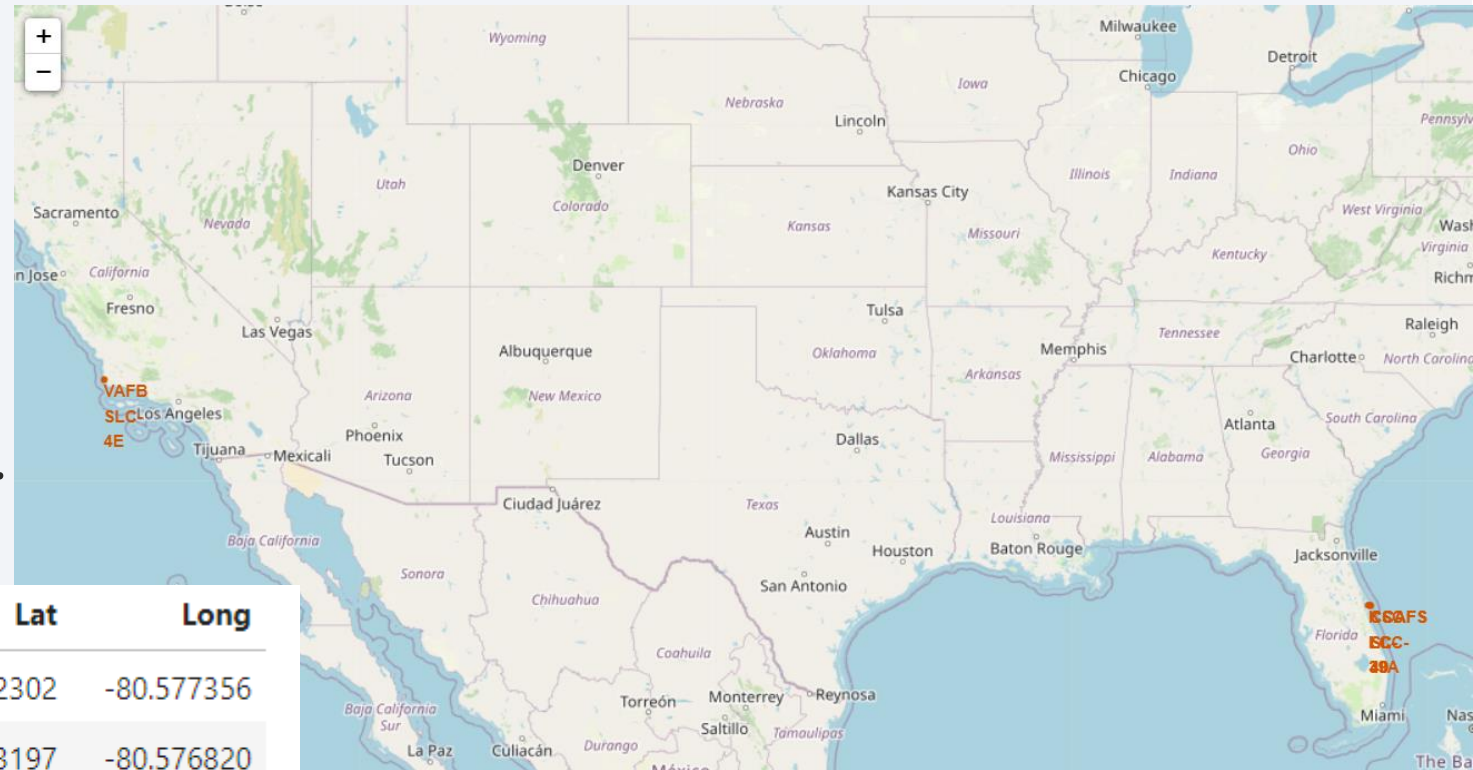 +
Wyoming
Milwaukee
Detroit
−
Chicago
Iowa
Nebraska
Lincoln
Pennsylv
Ohio
Denver
Illinois
Indiana
Utah
Kansas City
Colorado
Sacramento
West Virginia
Nevada
Kansas
Wash
Missouri
Virginia
Kentucky
n Jose
California
Richm
Fresno
Tulsa
Las Vegas
Raleigh
Tennessee
Albuquerque
Oklahoma
Memphis
Charlotte
North Carolina
Arkansas
VAFB
SLC
4E
Los Angeles
Arizona
New Mexico
South Carolina
Atlanta
Phoenix
Dallas
Tijuana
Mexicali
Tucson
Mississippi
Alabama
Georgia
Ciudad Juárez
Texas
Louisiana
Austin
Baja California
Houston
Baton Rouge
Jacksonville
Sonora
San Antonio
Chihuahua
Lat
Long
Florida
Coahuila
2302
-80.577356
Torreón
Monterrey
Reynosa
Baja California
Sur
Miami
Nas
Saltillo
Tamaulipas
La Paz
Culiacán
Durango
3197
-80.576820
The Ba